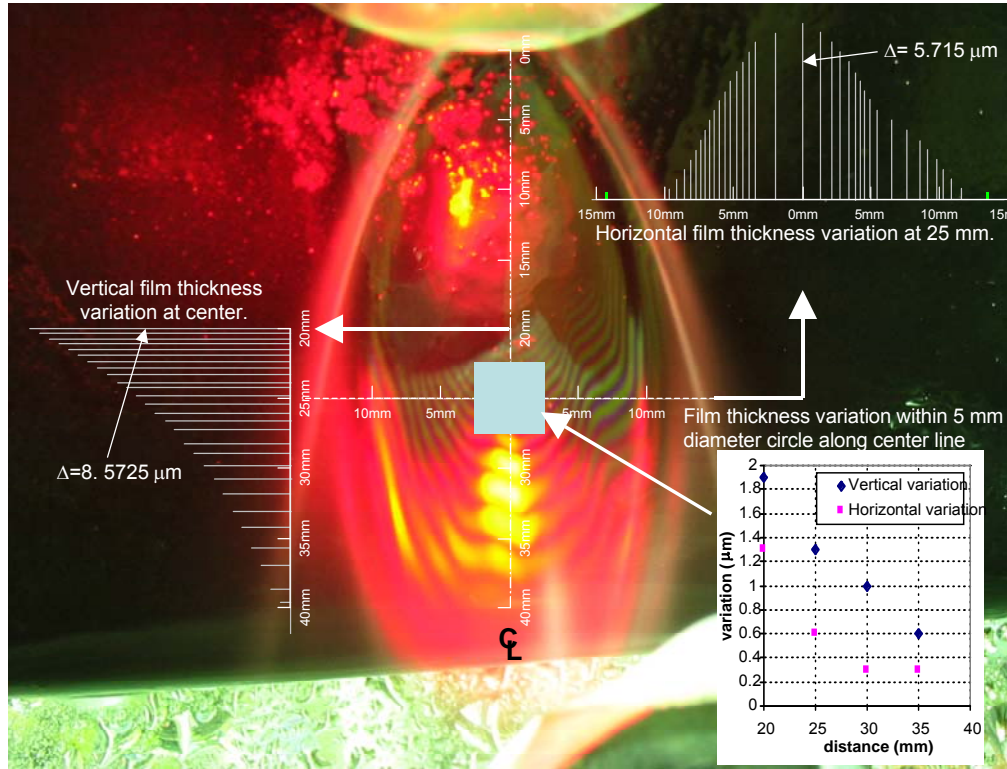 Δ= 5.715 μm
15mm 10mm 5mm 0mm 5mm 10mm
Horizontal film thickness variation at 25 mm.
0mm
5mm
10mm
15mm
20mm
25mm
30mm
35mm
40mm
Vertical film thickness
variation at center.
Δ=8. 5725 μm
20mm
30mm
35mm
40mm
10mm 5mm 5mm 10mm
℄
Film thickness variation within 5 mm
diameter circle along center line
Vertical variation.
Horizontal variation
variation (μm)
2
1.8
1.6
1.4
1.2
1
0.8
0.6
0.4
0.2
0
20 25 30 35 40
distance (mm)